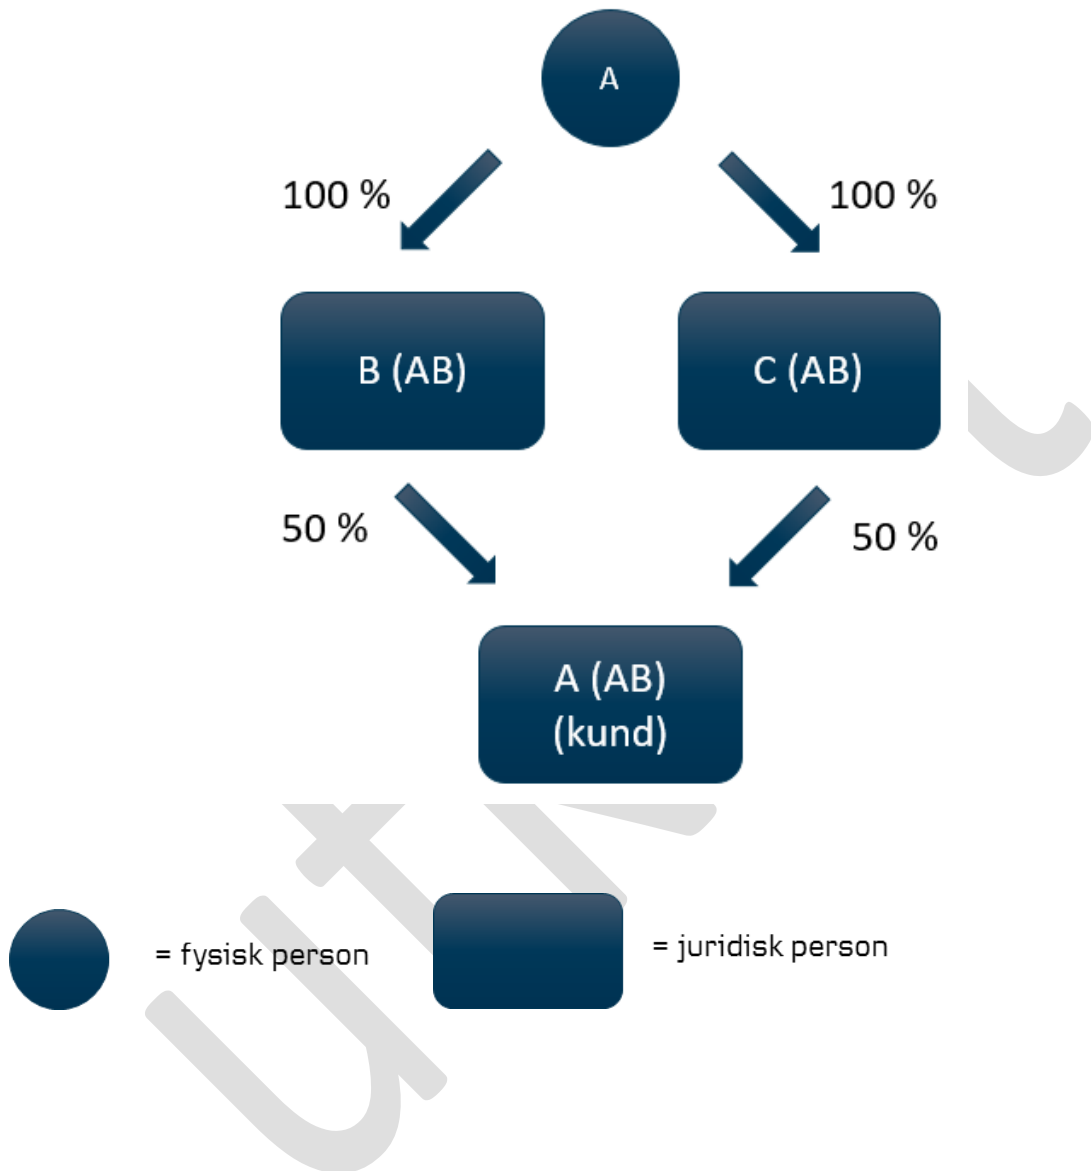 A
100 %
100 %
B (AB)
C (AB)
50 %
50 %
A (AB)
(kund)
= fysisk person
= juridisk person